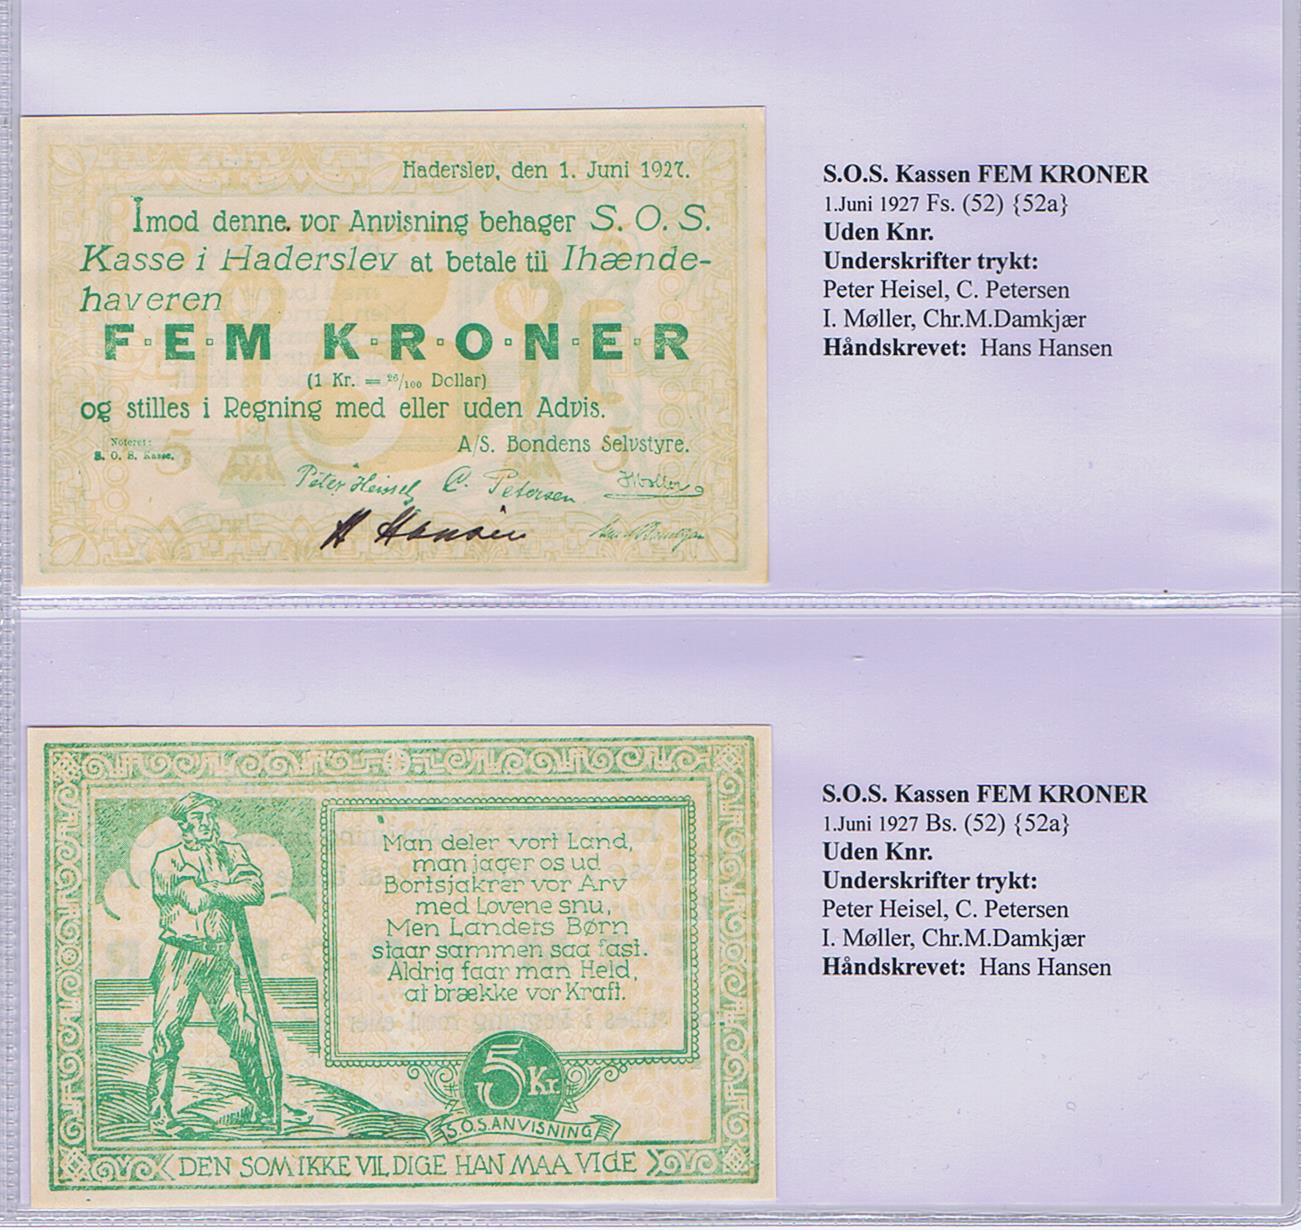 Haderslev, den 1. Juni 1927.
Imod denne. vor Anvisning behager S. O. S.
Kasse i Haderslev at betale til Ihænde-
haveren
F·E·M K·R·O·N·E·R
(1 Kr. = 26/100 Dollar)
og stilles i Regning med eller uden Advis.
Noteret:
S. O. S. Kasse.
A/S. Bondens Selvstyre.
5 5
Peter Heissel C. Petersen I Møller
H Hansen
S.O.S. Kassen FEM KRONER
1.Juni 1927 Fs. (52) {52a}
Uden Knr.
Underskrifter trykt:
Peter Heisel, C. Petersen
I. Møller, Chr.M.Damkjær
Håndskrevet: Hans Hansen
Man deler vort Land,
man jager os ud
Bortsjakrer vor Arv
med Lovene snu,
Men Landets Børn
staar sammen saa fast.
Aldrig faar man Held,
at brække vor Kraft.
5 Kr.
S.O.S. ANVISNING
DEN SOM IKKE VIL DIGE HAN MAA VIGE
S.O.S. Kassen FEM KRONER
1.Juni 1927 Bs. (52) {52a}
Uden Knr.
Underskrifter trykt:
Peter Heisel, C. Petersen
I. Møller, Chr.M.Damkjær
Håndskrevet: Hans Hansen